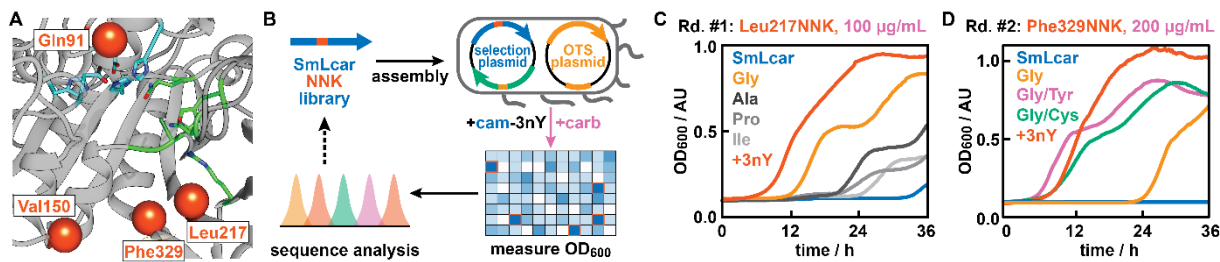 A
Gln91
Val150
Phe329
Leu217
B
SmLcar
NNK
library
assembly
selection
plasmid
OTS
plasmid
+cam-3nY
+carb
measure OD600
sequence analysis
C
Rd. #1: Leu217NNK, 100 µg/mL
OD600 / AU
1.0
0.5
0.0
SmLcar
Gly
Ala
Pro
Ile
+3nY
0
12
24
36
time / h
D
Rd. #2: Phe329NNK, 200 µg/mL
OD600 / AU
1.0
0.5
0.0
SmLcar
Gly
Gly/Tyr
Gly/Cys
+3nY
0
12
24
36
time / h